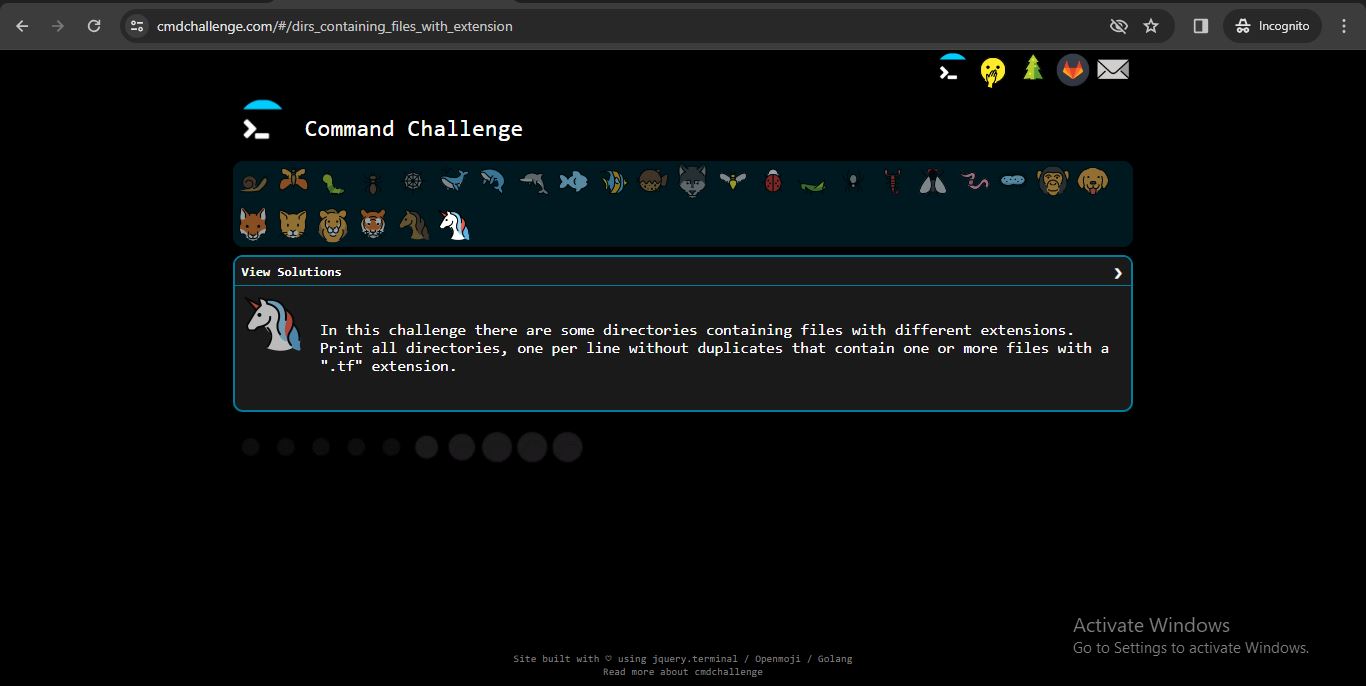 cmdchallenge.com/#/dirs_containing_files_with_extension
Incognito
Command Challenge
View Solutions
In this challenge there are some directories containing files with different extensions.
Print all directories, one per line without duplicates that contain one or more files with a
".tf" extension.
Activate Windows
Go to Settings to activate Windows.
Site built with ♡ using jquery.terminal / Openmoji / Golang
Read more about cmdchallenge